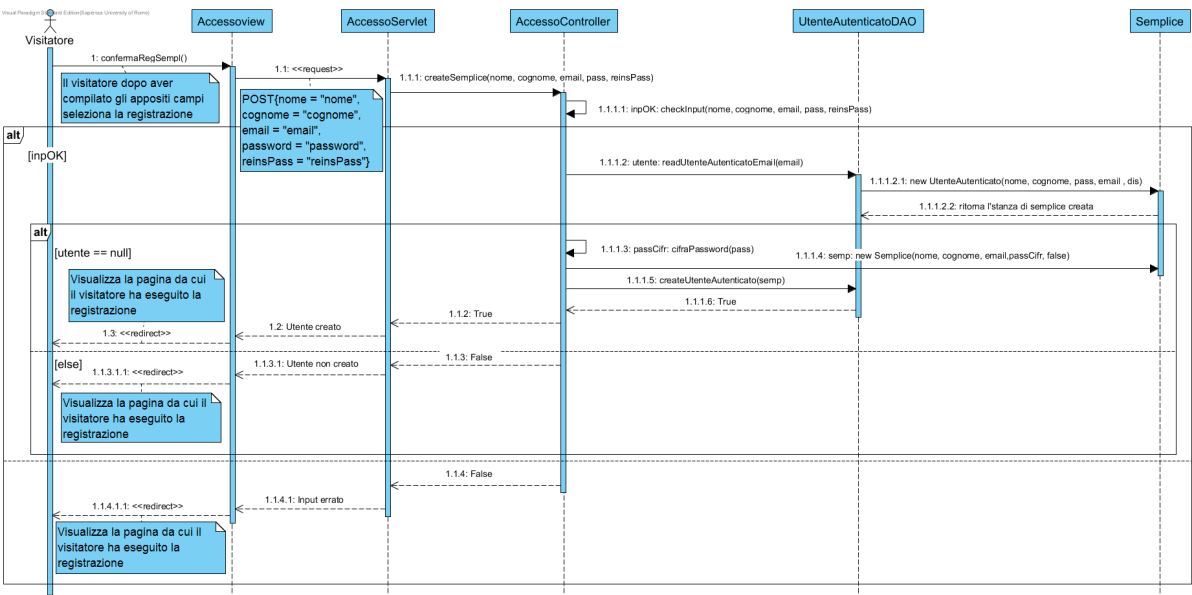 Visual Paradigm Standard Edition(Sapienza University of Rome)
Visitatore
Accessoview
AccessoServlet
AccessoController
UtenteAutenticatoDAO
Semplice
1: confermaRegSempl()
Il visitatore dopo aver
compilato gli appositi campi
seleziona la registrazione
1.1: <<request>>
POST{nome = "nome",
cognome = "cognome",
email = "email",
password = "password",
reinsPass = "reinsPass"}
1.1.1: createSemplice(nome, cognome, email, pass, reinsPass)
1.1.1.1: inpOK: checkInput(nome, cognome, email, pass, reinsPass)
alt
[inpOK]
1.1.1.2: utente: readUtenteAutenticatoEmail(email)
1.1.1.2.1: new UtenteAutenticato(nome, cognome, pass, email , dis)
1.1.1.2.2: ritorna l'stanza di semplice creata
alt
[utente == null]
1.1.1.3: passCifr: cifraPassword(pass)
1.1.1.4: semp: new Semplice(nome, cognome, email,passCifr, false)
Visualizza la pagina da cui
il visitatore ha eseguito la
registrazione
1.1.1.5: createUtenteAutenticato(semp)
1.1.1.6: True
1.1.2: True
1.2: Utente creato
1.3: <<redirect>>
[else]
1.1.3: False
1.1.3.1: Utente non creato
1.1.3.1.1: <<redirect>>
Visualizza la pagina da cui il
visitatore ha eseguito la
registrazione
1.1.4: False
1.1.4.1: Input errato
1.1.4.1.1: <<redirect>>
Visualizza la pagina da cui il
visitatore ha eseguito la
registrazione